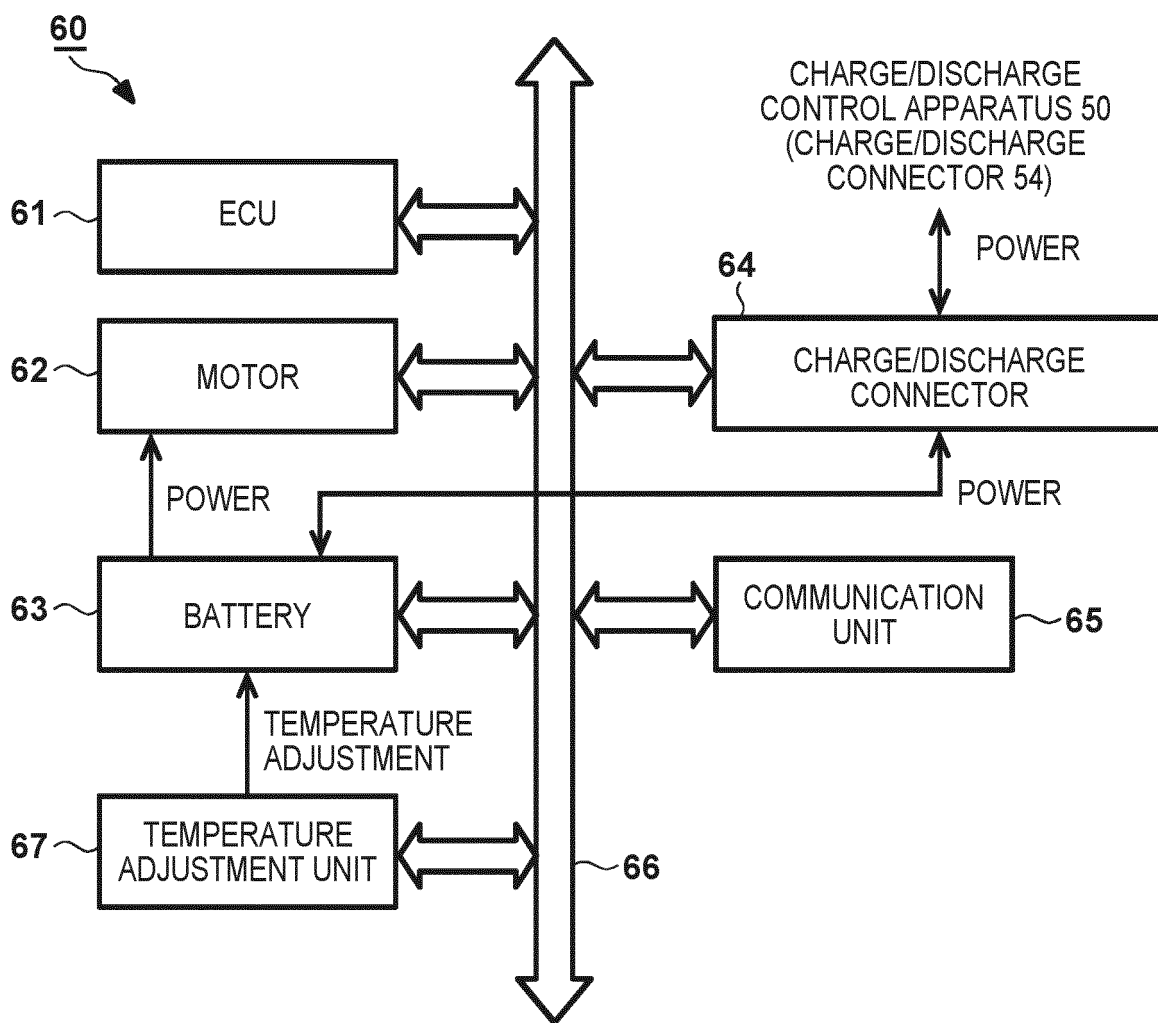 60
CHARGE/DISCHARGE
CONTROL APPARATUS 50
(CHARGE/DISCHARGE
CONNECTOR 54)
61
ECU
POWER
64
62
MOTOR
CHARGE/DISCHARGE
CONNECTOR
POWER
POWER
63
BATTERY
COMMUNICATION
UNIT
65
TEMPERATURE
ADJUSTMENT
67
TEMPERATURE
ADJUSTMENT UNIT
66